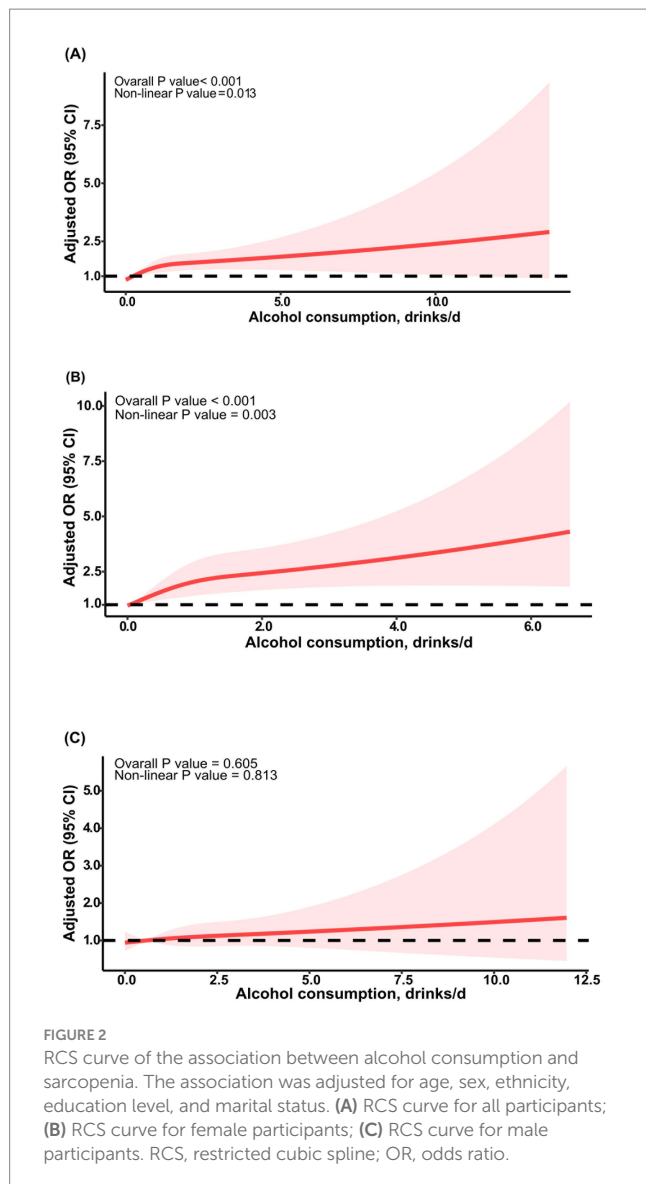 (A)
Ovarall P value< 0.001
Non-linear P value=0.013
Adjusted OR (95% CI)
7.5
5.0
2.5
1.0
0.0
5.0
10.0
Alcohol consumption, drinks/d
(B)
Ovarall P value < 0.001
Non-linear P value = 0.003
Adjusted OR (95% CI)
10.0
7.5
5.0
2.5
1.0
0.0
2.0
4.0
6.0
Alcohol consumption, drinks/d
(C)
Ovarall P value = 0.605
Non-linear P value = 0.813
Adjusted OR (95% CI)
5.0
4.0
3.0
2.0
1.0
0.0
2.5
5.0
7.5
10.0
12.5
Alcohol consumption, drinks/d
FIGURE 2
RCS curve of the association between alcohol consumption and
sarcopenia. The association was adjusted for age, sex, ethnicity,
education level, and marital status. (A) RCS curve for all participants;
(B) RCS curve for female participants; (C) RCS curve for male
participants. RCS, restricted cubic spline; OR, odds ratio.